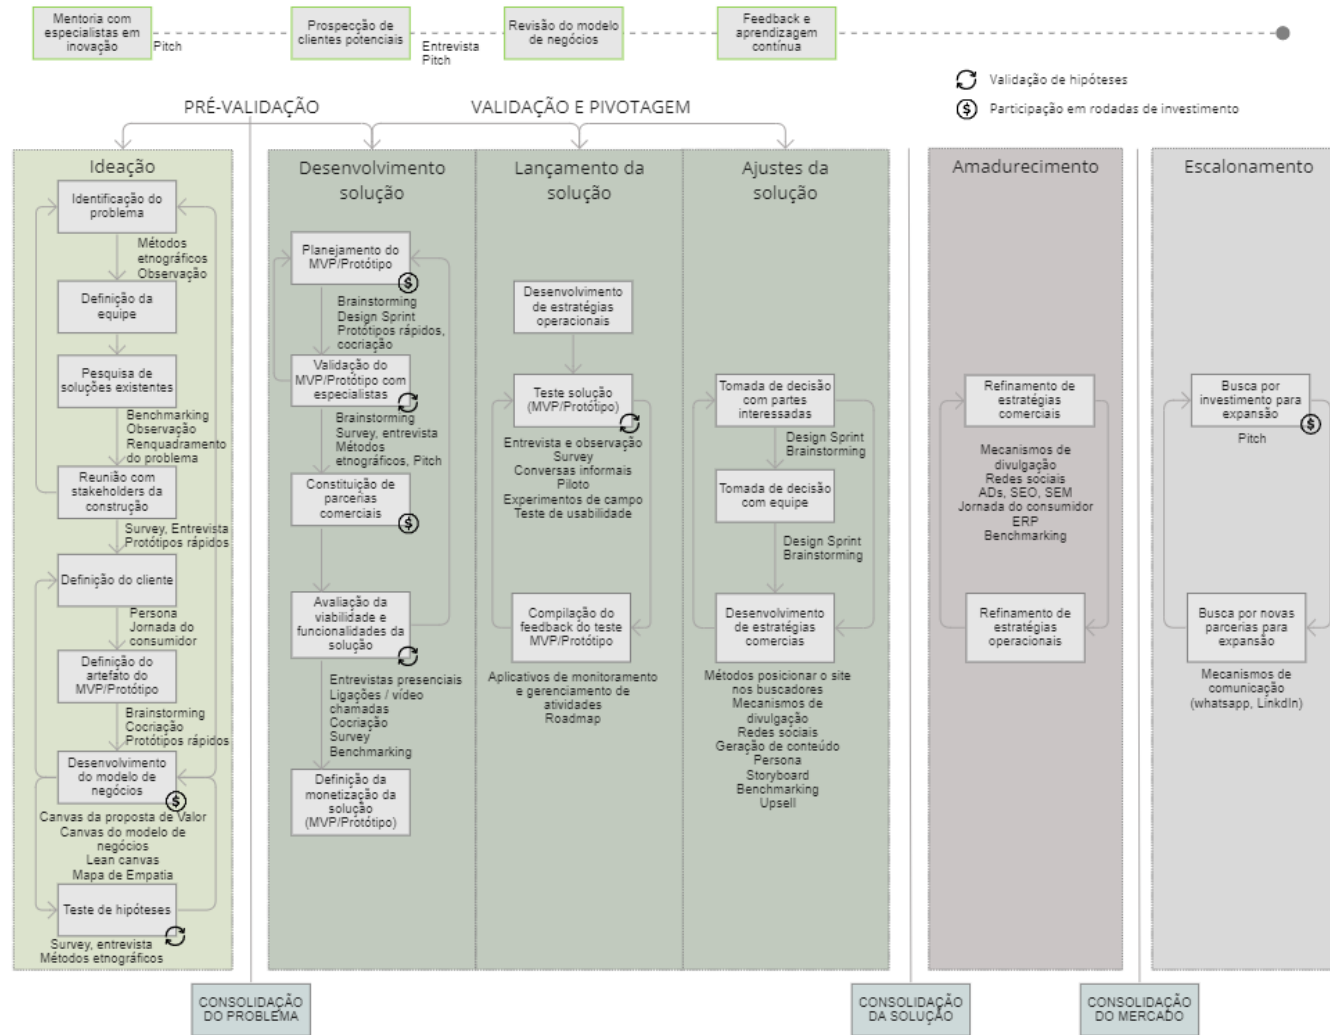 Mentoria com
especialistas em
inovação
Pitch
Prospecção de
clientes potenciais
Entrevista
Pitch
Revisão do modelo
de negócios
Feedback e
aprendizagem
contínua
Validação de hipóteses
Participação em rodadas de investimento
PRÉ-VALIDAÇÃO
VALIDAÇÃO E PIVOTAGEM
Ideação
Identificação do
problema
Métodos
etnográficos
Observação
Definição da
equipe
Pesquisa de
soluções existentes
Benchmarking
Observação
Renquadramento
do problema
Reunião com
stakeholders da
construção
Survey, Entrevista
Protótipos rápidos
Definição do cliente
Persona
Jornada do
consumidor
Definição do
artefato do
MVP/Protótipo
Brainstorming
Cocriação
Protótipos rápidos
Desenvolvimento
do modelo de
negócios
Canvas da proposta de Valor
Canvas do modelo de
negócios
Lean canvas
Mapa de Empatia
Teste de hipóteses
Survey, entrevista
Métodos etnográficos
Desenvolvimento
solução
Planejamento do
MVP/Protótipo
Brainstorming
Design Sprint
Protótipos rápidos,
cocriação
Validação do
MVP/Protótipo com
especialistas
Brainstorming
Survey, entrevista
Métodos
etnográficos, Pitch
Constituição de
parcerias
comerciais
Avaliação da
viabilidade e
funcionalidades da
solução
Entrevistas presenciais
Ligações / vídeo
chamadas
Cocriação
Survey
Benchmarking
Definição da
monetização da
solução
(MVP/Protótipo)
Lançamento da
solução
Desenvolvimento
de estratégias
operacionais
Teste solução
(MVP/Protótipo)
Entrevista e observação
Survey
Conversas informais
Piloto
Experimentos de campo
Teste de usabilidade
Compilação do
feedback do teste
MVP/Protótipo
Aplicativos de monitoramento
e gerenciamento de
atividades
Roadmap
Ajustes da
solução
Tomada de decisão
com partes
interessadas
Design Sprint
Brainstorming
Tomada de decisão
com equipe
Design Sprint
Brainstorming
Desenvolvimento
de estratégias
comercias
Métodos posicionar o site
nos buscadores
Mecanismos de
divulgação
Redes sociais
Geração de conteúdo
Persona
Storyboard
Benchmarking
Upsell
Amadurecimento
Refinamento de
estratégias
comerciais
Mecanismos de
divulgação
Redes sociais
ADs, SEO, SEM
Jornada do consumidor
ERP
Benchmarking
Refinamento de
estratégias
operacionais
Escalonamento
Busca por
investimento para
expansão
Pitch
Busca por novas
parcerias para
expansão
Mecanismos de
comunicação
(whatsapp, LinkdIn)
CONSOLIDAÇÃO
DO PROBLEMA
CONSOLIDAÇÃO
DA SOLUÇÃO
CONSOLIDAÇÃO
DO MERCADO